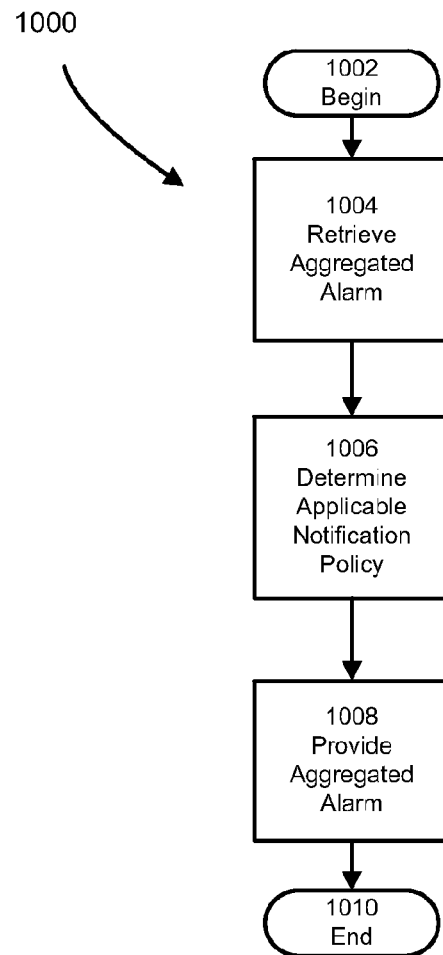 1000
1002
Begin
1004
Retrieve
Aggregated
Alarm
1006
Determine
Applicable
Notification
Policy
1008
Provide
Aggregated
Alarm
1010
End